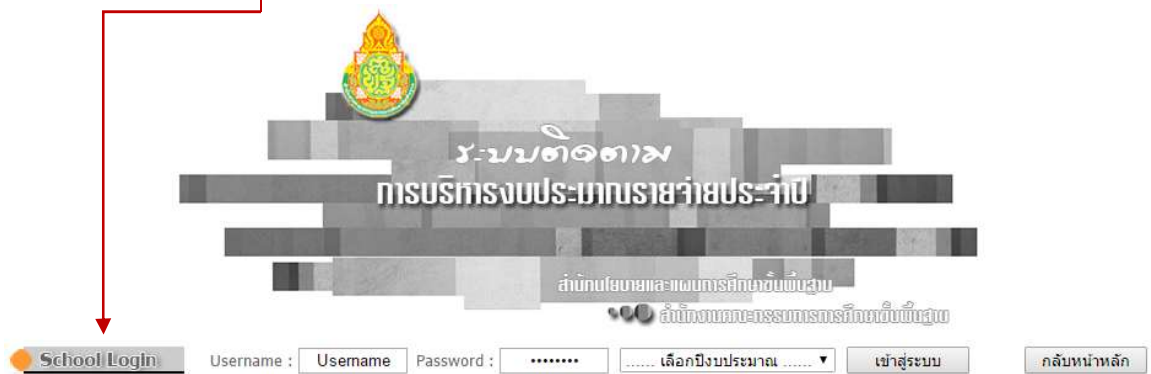 ระบบติดตาม
การบริหารงบประมาณรายจ่ายประจำปี
สำนักนโยบายและแผนการศึกษาขั้นพื้นฐาน
สำนักงานคณะกรรมการการศึกษาขั้นพื้นฐาน
School Login Username : Username Password : •••••••• ...... เลือกปีงบประมาณ ...... ▼ เข้าสู่ระบบ กลับหน้าหลัก